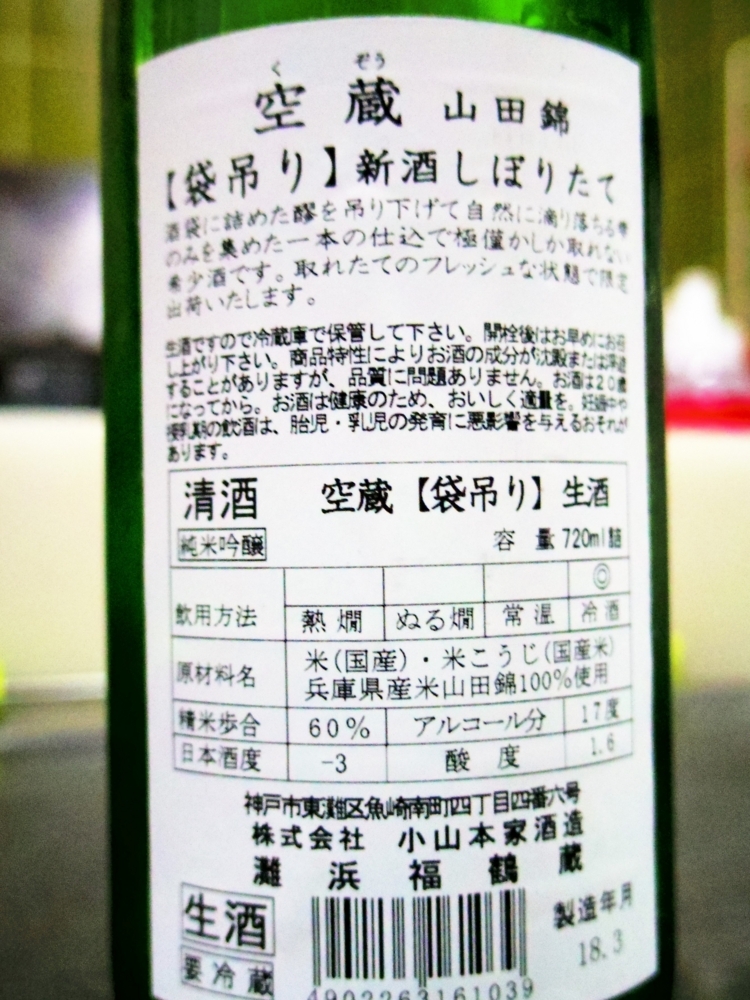 く ぞう
空蔵 山田錦
【袋吊り】新酒しぼりたて
酒袋に詰めた醪を吊り下げて自然に滴り落ちる雫
のみを集めた一本の仕込で極僅かしか取れない
希少酒です。取れたてのフレッシュな状態で限定
出荷いたします。
生酒ですので冷蔵庫で保管して下さい。開栓後はお早めにお召
し上がり下さい。商品特性によりお酒の成分が沈殿または浮遊
することがありますが、品質に問題ありません。お酒は20歳
になってから。お酒は健康のため、おいしく適量を。妊娠中や
授乳期の飲酒は、胎児・乳児の発育に悪影響を与えるおそれが
あります。
清酒 空蔵【袋吊り】生酒
純米吟醸 容量 720ml詰
◎
飲用方法 熱燗 ぬる燗 常温 冷酒
原材料名 米(国産)・米こうじ(国産米)
兵庫県産米山田錦100%使用
精米歩合 60% アルコール分 17度
日本酒度 -3 酸度 1.6
神戸市東灘区魚崎南町四丁目四番六号
株式会社 小山本家酒造
灘浜福鶴蔵
生酒
要冷蔵
製造年月
18.3
4902263161039